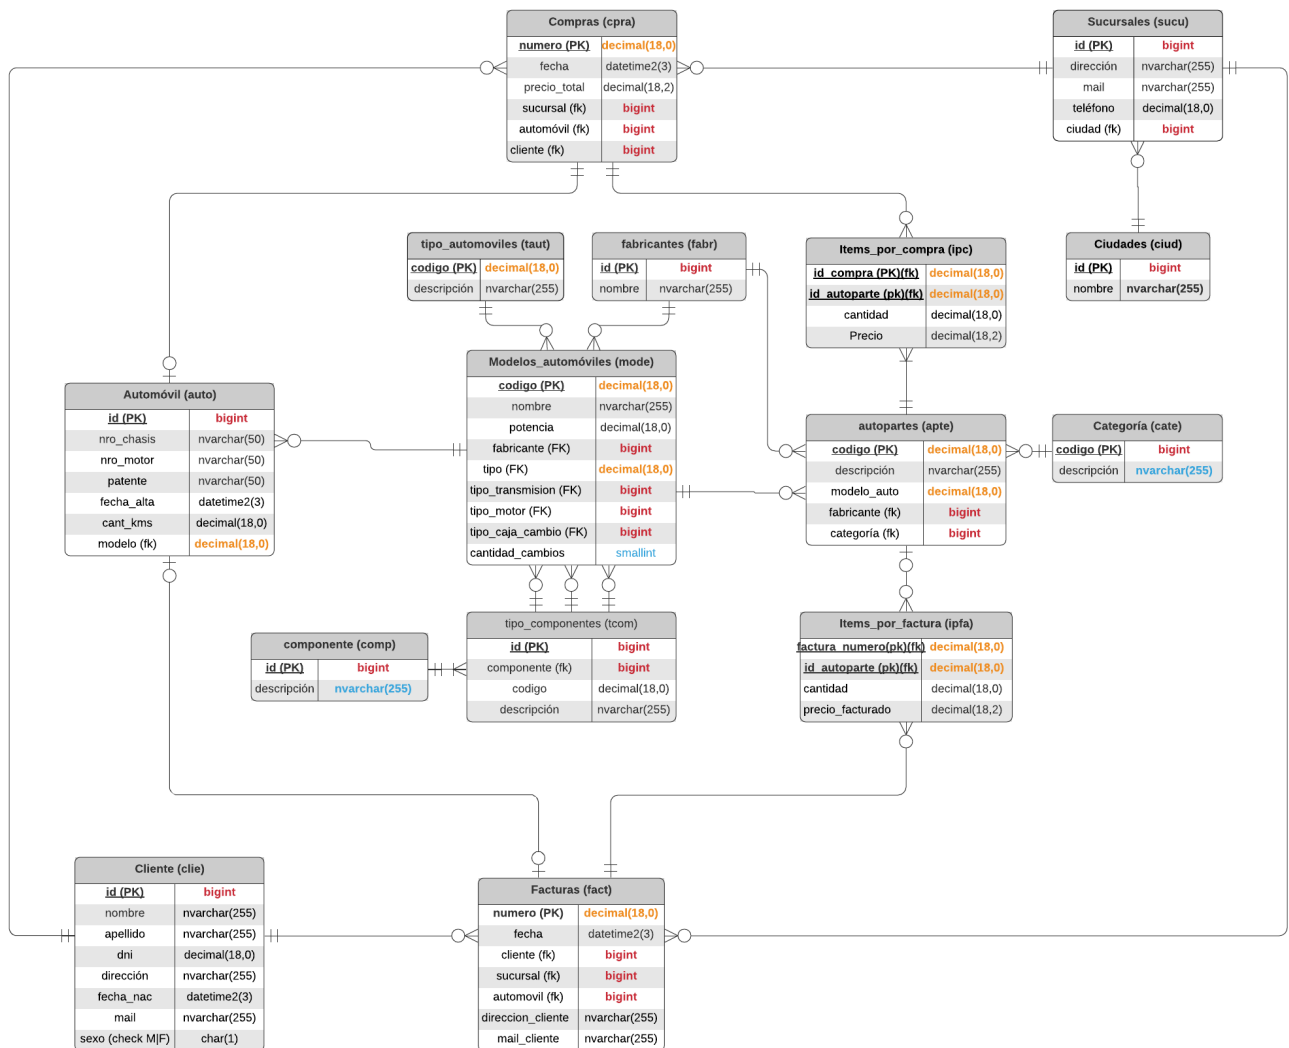 Compras (cpra)
numero (PK) decimal(18,0)
fecha datetime2(3)
precio_total decimal(18,2)
sucursal (fk) bigint
automóvil (fk) bigint
cliente (fk) bigint
Sucursales (sucu)
id (PK) bigint
dirección nvarchar(255)
mail nvarchar(255)
teléfono decimal(18,0)
ciudad (fk) bigint
tipo_automoviles (taut)
codigo (PK) decimal(18,0)
descripción nvarchar(255)
fabricantes (fabr)
id (PK) bigint
nombre nvarchar(255)
Items_por_compra (ipc)
id_compra (PK)(fk) decimal(18,0)
id_autoparte (pk)(fk) decimal(18,0)
cantidad decimal(18,0)
Precio decimal(18,2)
Ciudades (ciud)
id (PK) bigint
nombre nvarchar(255)
Automóvil (auto)
id (PK) bigint
nro_chasis nvarchar(50)
nro_motor nvarchar(50)
patente nvarchar(50)
fecha_alta datetime2(3)
cant_kms decimal(18,0)
modelo (fk) decimal(18,0)
Modelos_automóviles (mode)
codigo (PK) decimal(18,0)
nombre nvarchar(255)
potencia decimal(18,0)
fabricante (FK) bigint
tipo (FK) decimal(18,0)
tipo_transmision (FK) bigint
tipo_motor (FK) bigint
tipo_caja_cambio (FK) bigint
cantidad_cambios smallint
autopartes (apte)
codigo (PK) decimal(18,0)
descripción nvarchar(255)
modelo_auto decimal(18,0)
fabricante (fk) bigint
categoría (fk) bigint
Categoría (cate)
codigo (PK) bigint
descripción nvarchar(255)
componente (comp)
id (PK) bigint
descripción nvarchar(255)
tipo_componentes (tcom)
id (PK) bigint
componente (fk) bigint
codigo decimal(18,0)
descripción nvarchar(255)
Items_por_factura (ipfa)
factura_numero(pk)(fk) decimal(18,0)
id_autoparte (pk)(fk) decimal(18,0)
cantidad decimal(18,0)
precio_facturado decimal(18,2)
Cliente (clie)
id (PK) bigint
nombre nvarchar(255)
apellido nvarchar(255)
dni decimal(18,0)
dirección nvarchar(255)
fecha_nac datetime2(3)
mail nvarchar(255)
sexo (check M|F) char(1)
Facturas (fact)
numero (PK) decimal(18,0)
fecha datetime2(3)
cliente (fk) bigint
sucursal (fk) bigint
automovil (fk) bigint
direccion_cliente nvarchar(255)
mail_cliente nvarchar(255)